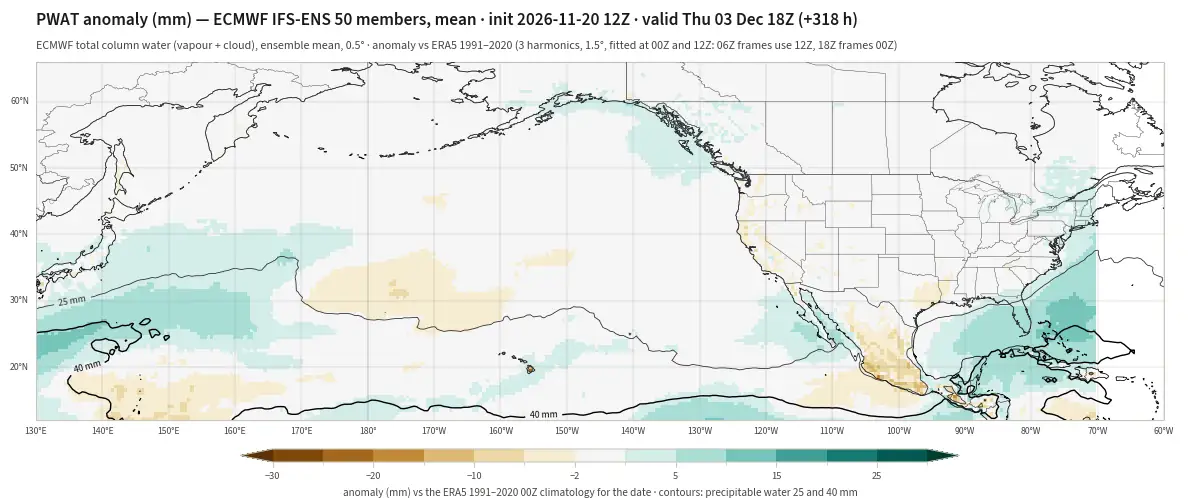 PWAT anomaly (mm) — ECMWF IFS-ENS 50 members, mean · init 2026-11-20 12Z · valid Thu 03 Dec 18Z (+318 h)
ECMWF total column water (vapour + cloud), ensemble mean, 0.5° · anomaly vs ERA5 1991–2020 (3 harmonics, 1.5°, fitted at 00Z and 12Z: 06Z frames use 12Z, 18Z frames 00Z)
60°N
50°N
40°N
30°N
20°N
25 mm
40 mm
40 mm
130°E 140°E 150°E 160°E 170°E 180° 170°W 160°W 150°W 140°W 130°W 120°W 110°W 100°W 90°W 80°W 70°W 60°W
−30 −20 −10 −2 5 15 25
anomaly (mm) vs the ERA5 1991–2020 00Z climatology for the date · contours: precipitable water 25 and 40 mm